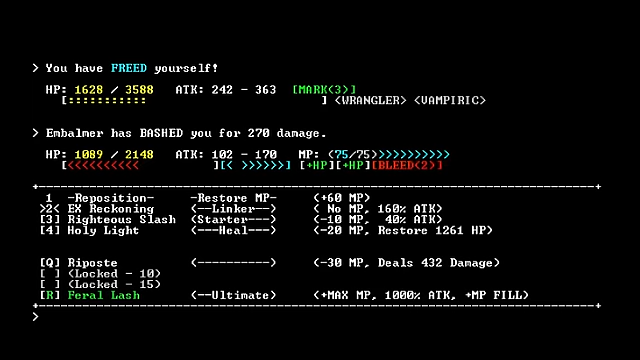 > You have FREED yourself!
HP: 1628 / 3588 ATK: 242 - 363 [MARK(3)]
[::::::::::: ] <WRANGLER> <VAMPIRIC>
> Embalmer has BASHED you for 270 damage.
HP: 1089 / 2148 ATK: 102 - 170 MP: (75/75)>>>>>>>>>>>
[<<<<<<<<<< ][< >>>>>>] [+HP][+HP][BLEED(2)]
+------------------------------------------------------------------------------+
1 -Reposition- -Restore MP- (+60 MP)
>2< EX Reckoning (--Linker--) ( No MP, 160% ATK)
[3] Righteous Slash (Starter---) (-10 MP, 40% ATK)
[4] Holy Light (---Heal---) (-20 MP, Restore 1261 HP)
[Q] Riposte (----------) (-30 MP, Deals 432 Damage)
[ ] (Locked - 10)
[ ] (Locked - 15)
[R] Feral Lash (--Ultimate) (+MAX MP, 1000% ATK, +MP FILL)
+------------------------------------------------------------------------------+
>